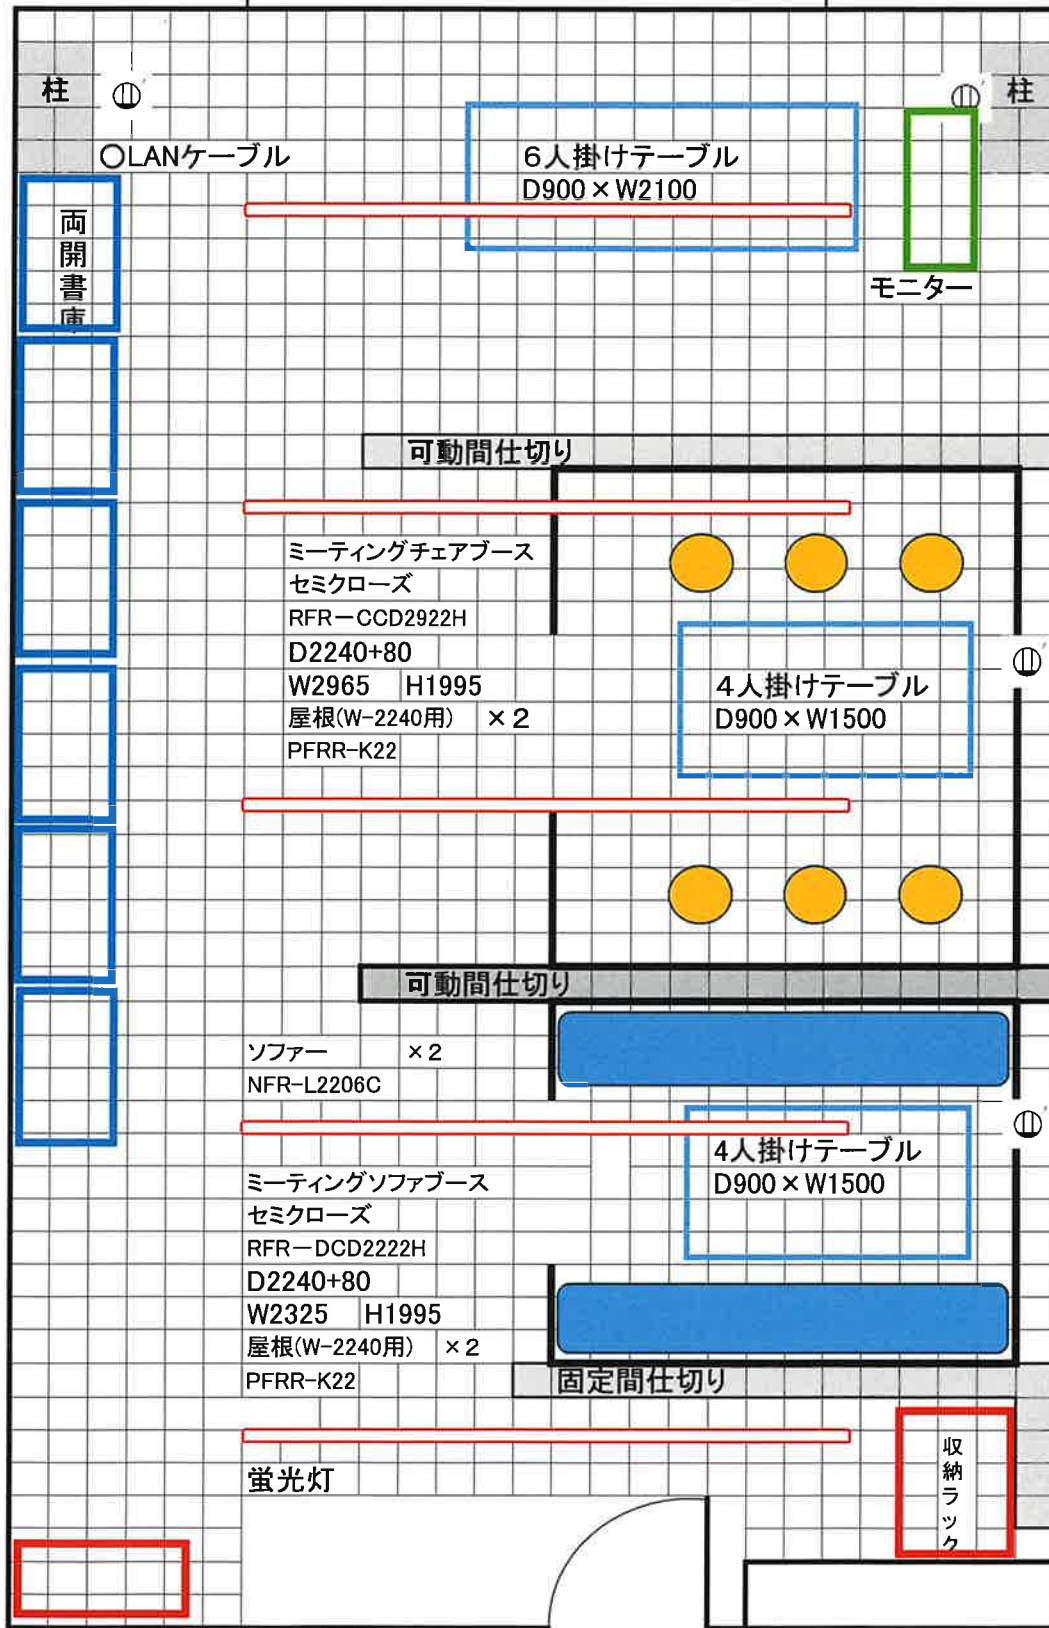 柱
柱
○LANケーブル
6人掛けテーブル
D900×W2100
両開書庫
モニター
可動間仕切り
ミーティングチェアブース
セミクローズ
RFR－CCD2922H
D2240+80
W2965 H1995
屋根(W-2240用) ×2
PFRR-K22
4人掛けテーブル
D900×W1500
可動間仕切り
ソファー ×2
NFR-L2206C
4人掛けテーブル
D900×W1500
ミーティングソファブース
セミクローズ
RFR－DCD2222H
D2240+80
W2325 H1995
屋根(W-2240用) ×2
PFRR-K22
固定間仕切り
収納ラック
蛍光灯